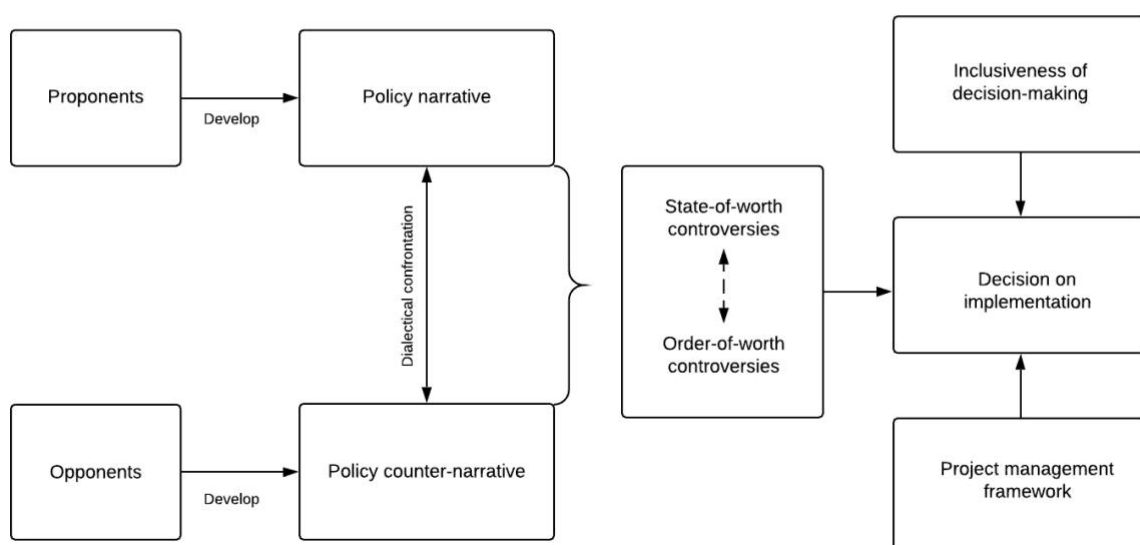 Proponents
Develop
Policy narrative
Dialectical confrontation
Opponents
Develop
Policy counter-narrative
State-of-worth
controversies
Order-of-worth
controversies
Inclusiveness of
decision-making
Decision on
implementation
Project management
framework